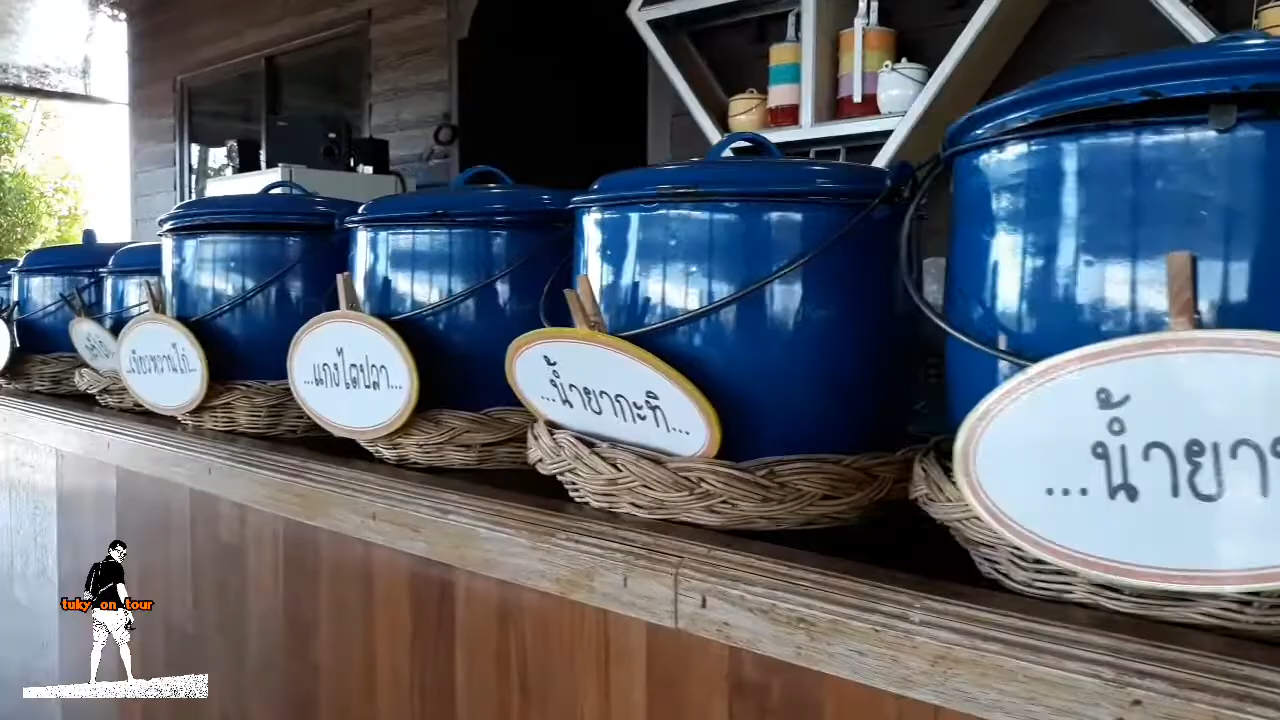 ...เขียวหวานไก่...
...แกงไตปลา...
...น้ำยากะทิ...
...น้ำยา
tuky on tour